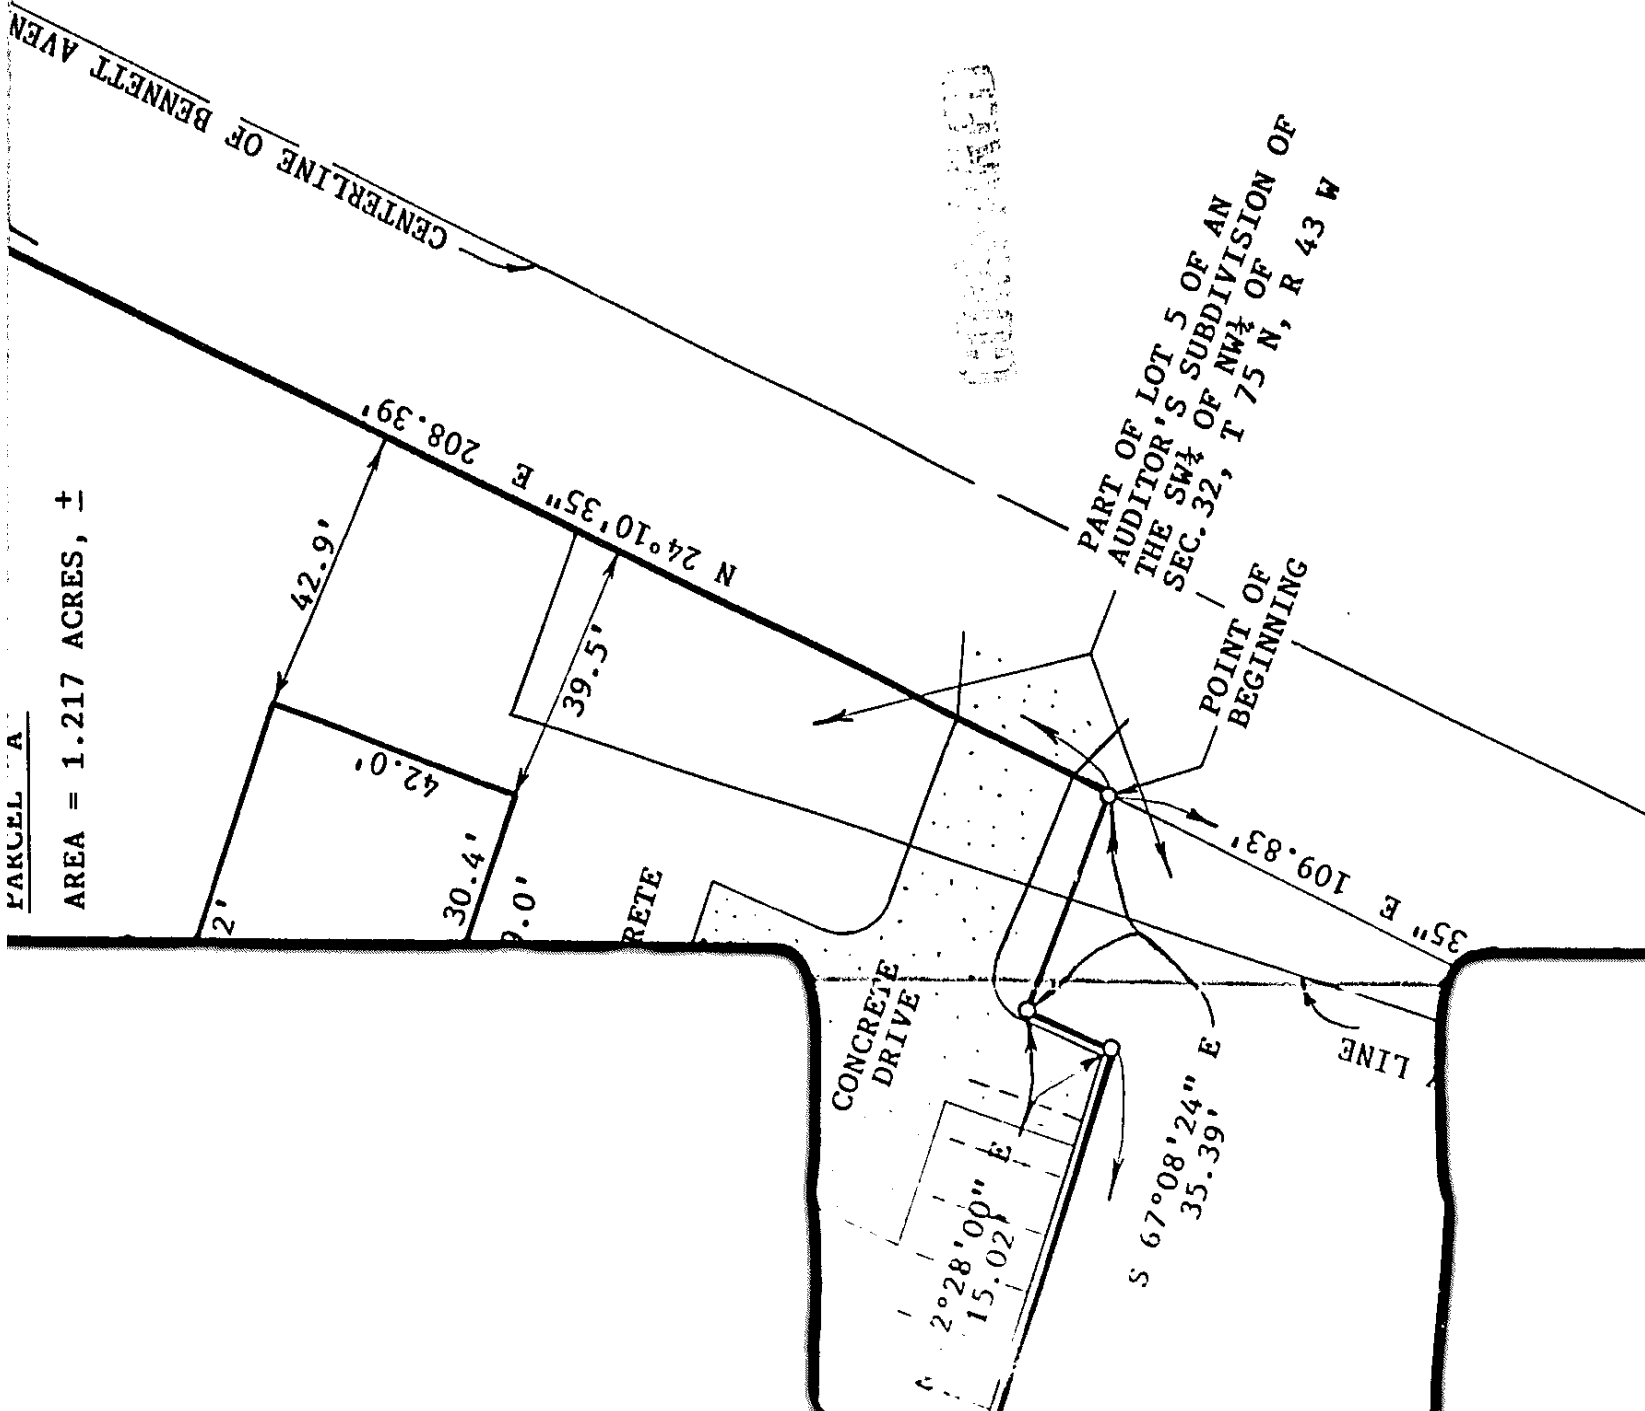 CENTERLINE OF BENNETT AVEN
PART OF LOT 5 OF AN
AUDITOR'S SUBDIVISION OF
THE SW¼ OF NW½ OF
SEC. 32, T 75 N, R 43 W
POINT OF
BEGINNING
N 24°10'35" E 208.39'
42.9'
39.5'
42.0'
30.4'
2'
9.0'
RETE
PARCEL A
AREA = 1.217 ACRES, ±
CONCRETE
DRIVE
35" E 109.83'
LINE
S 67°08'24" E
35.39'
2°28'00" E
15.02'